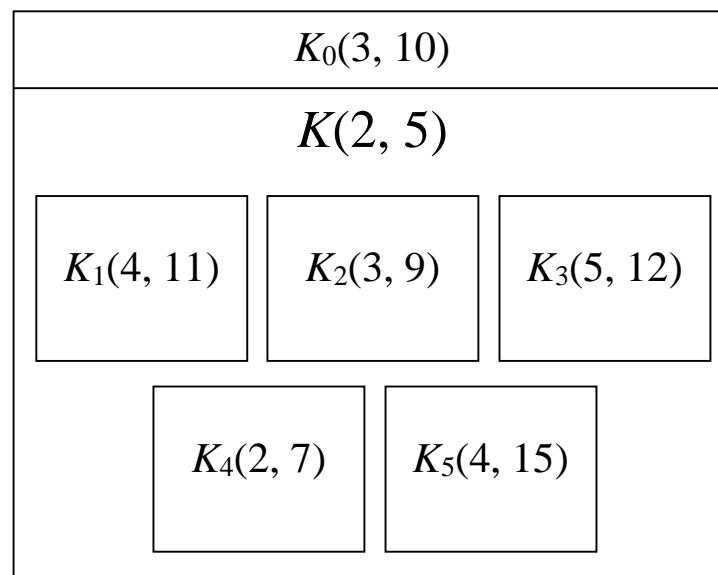 K₀(3, 10)
K(2, 5)
K₁(4, 11) K₂(3, 9) K₃(5, 12)
K₄(2, 7) K₅(4, 15)